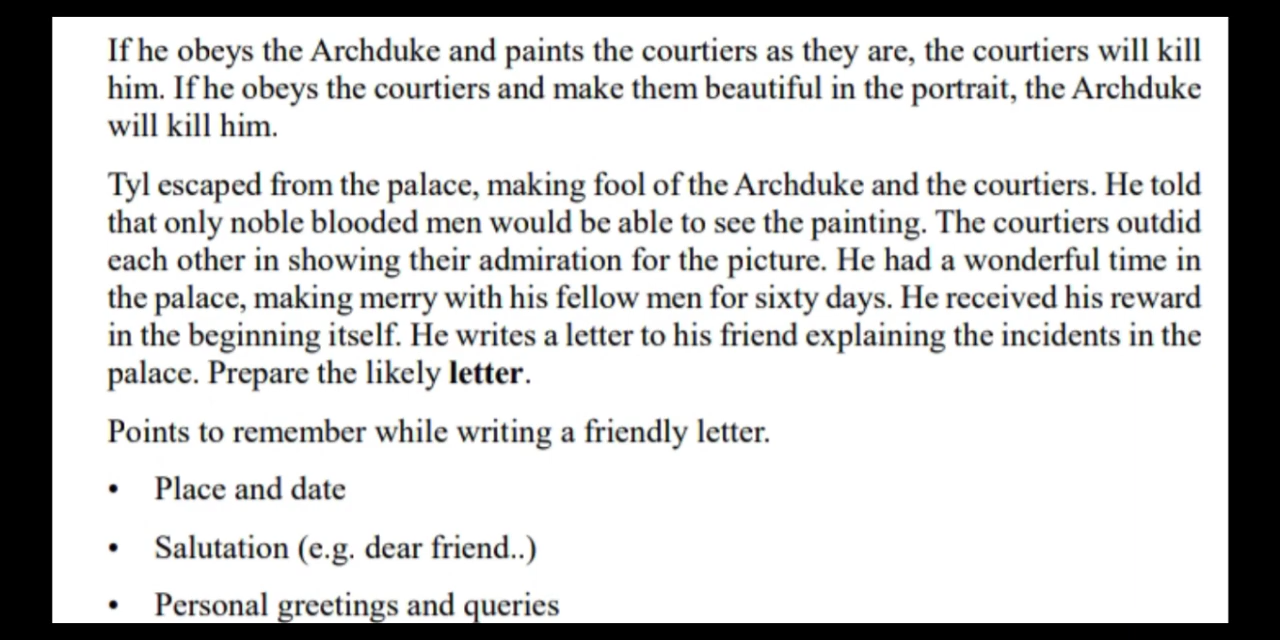 If he obeys the Archduke and paints the courtiers as they are, the courtiers will kill
him. If he obeys the courtiers and make them beautiful in the portrait, the Archduke
will kill him.
Tyl escaped from the palace, making fool of the Archduke and the courtiers. He told
that only noble blooded men would be able to see the painting. The courtiers outdid
each other in showing their admiration for the picture. He had a wonderful time in
the palace, making merry with his fellow men for sixty days. He received his reward
in the beginning itself. He writes a letter to his friend explaining the incidents in the
palace. Prepare the likely letter.
Points to remember while writing a friendly letter.
• Place and date
• Salutation (e.g. dear friend..)
• Personal greetings and queries